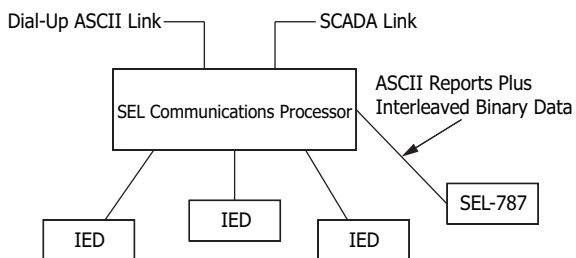 Dial-Up ASCII Link
SCADA Link
SEL Communications Processor
ASCII Reports Plus
Interleaved Binary Data
SEL-787
IED
IED
IED